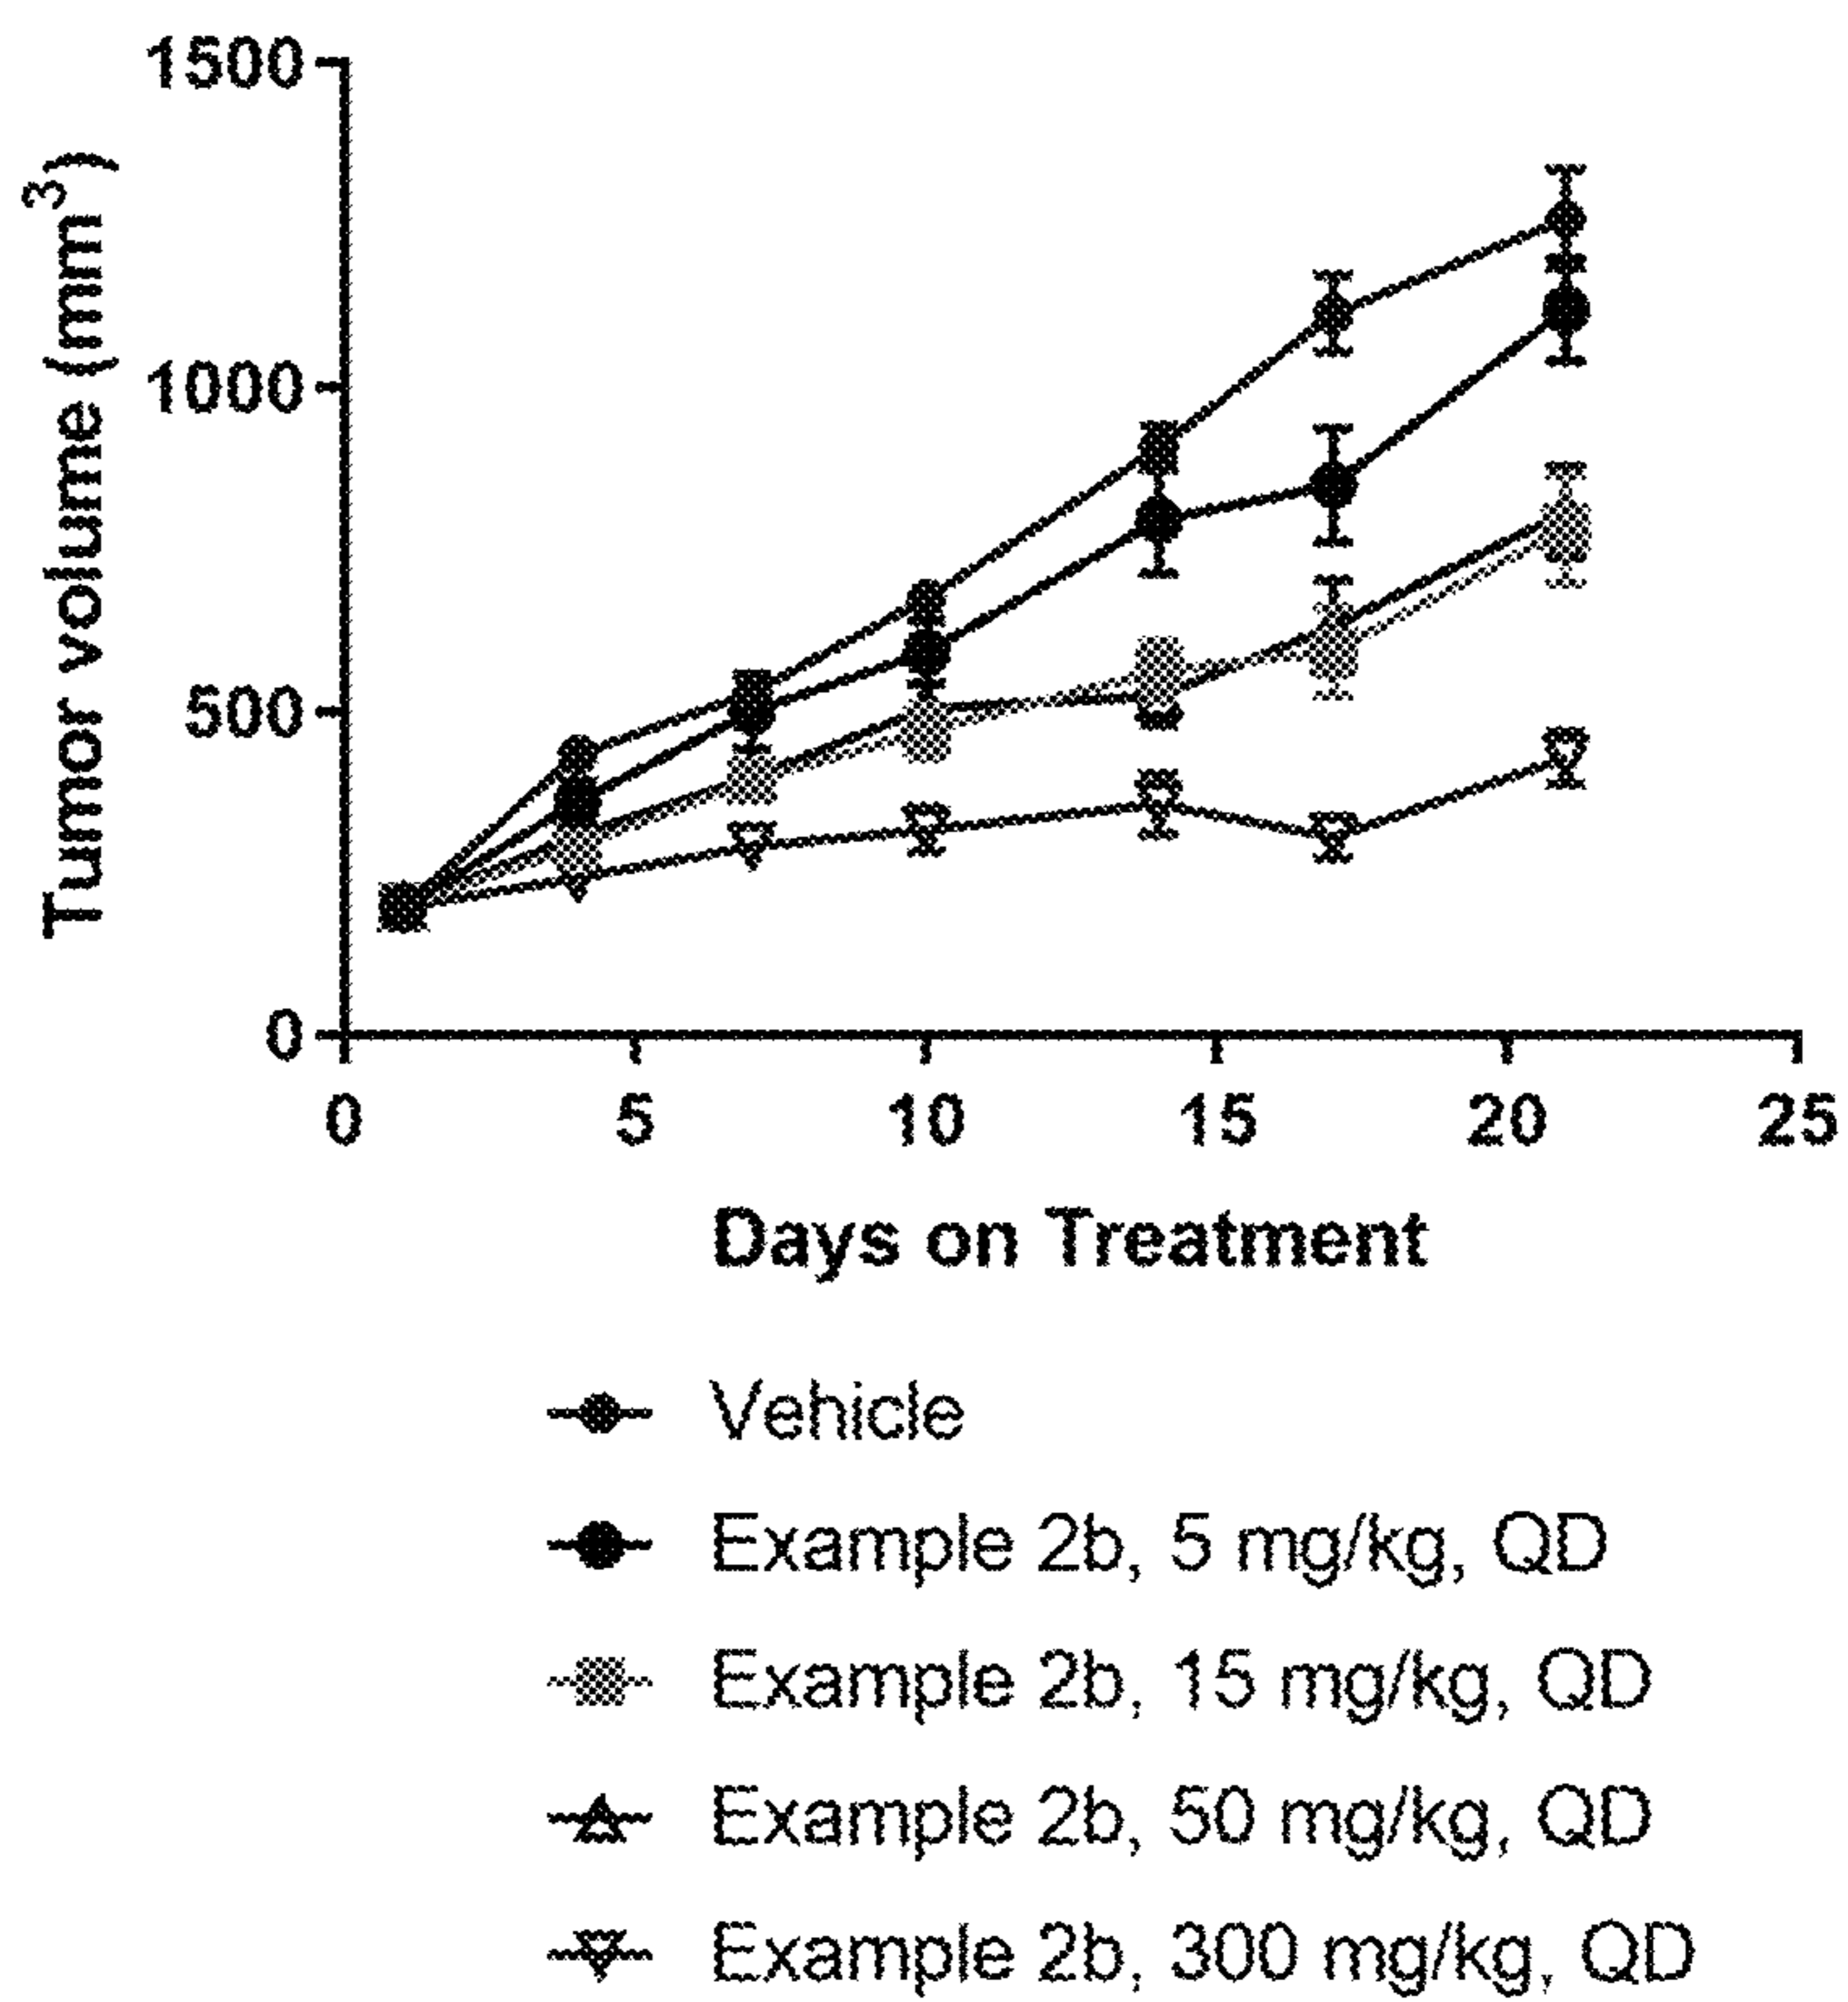 Tumor volume (mm³)
1500
1000
500
0
0 5 10 15 20 25
Days on Treatment
Vehicle
Example 2b, 5 mg/kg, QD
Example 2b, 15 mg/kg, QD
Example 2b, 50 mg/kg, QD
Example 2b, 300 mg/kg, QD